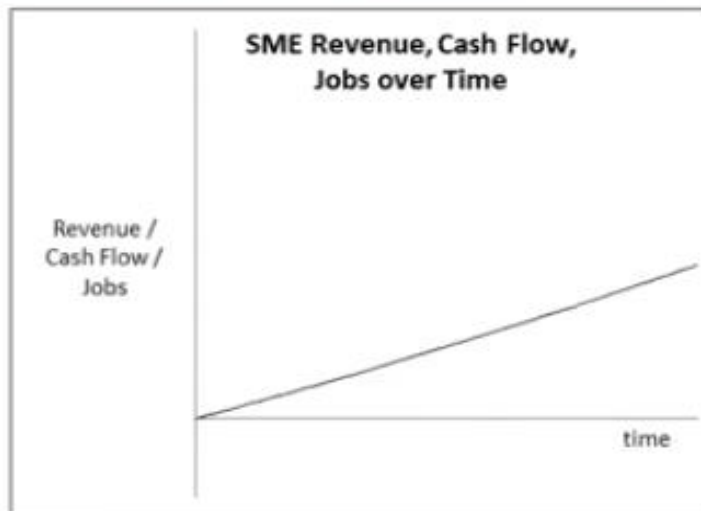 SME Revenue, Cash Flow,
Jobs over Time
Revenue /
Cash Flow /
Jobs
time